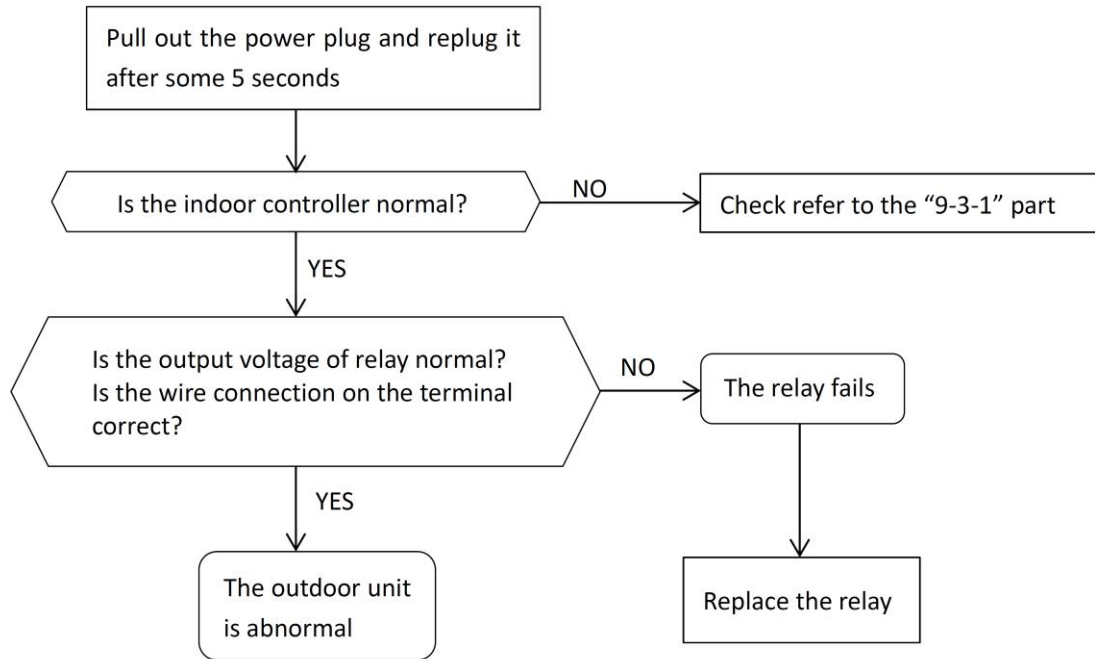 Pull out the power plug and replug it
after some 5 seconds
Is the indoor controller normal?
NO
Check refer to the “9-3-1” part
YES
Is the output voltage of relay normal?
Is the wire connection on the terminal
correct?
NO
The relay fails
YES
The outdoor unit
is abnormal
Replace the relay